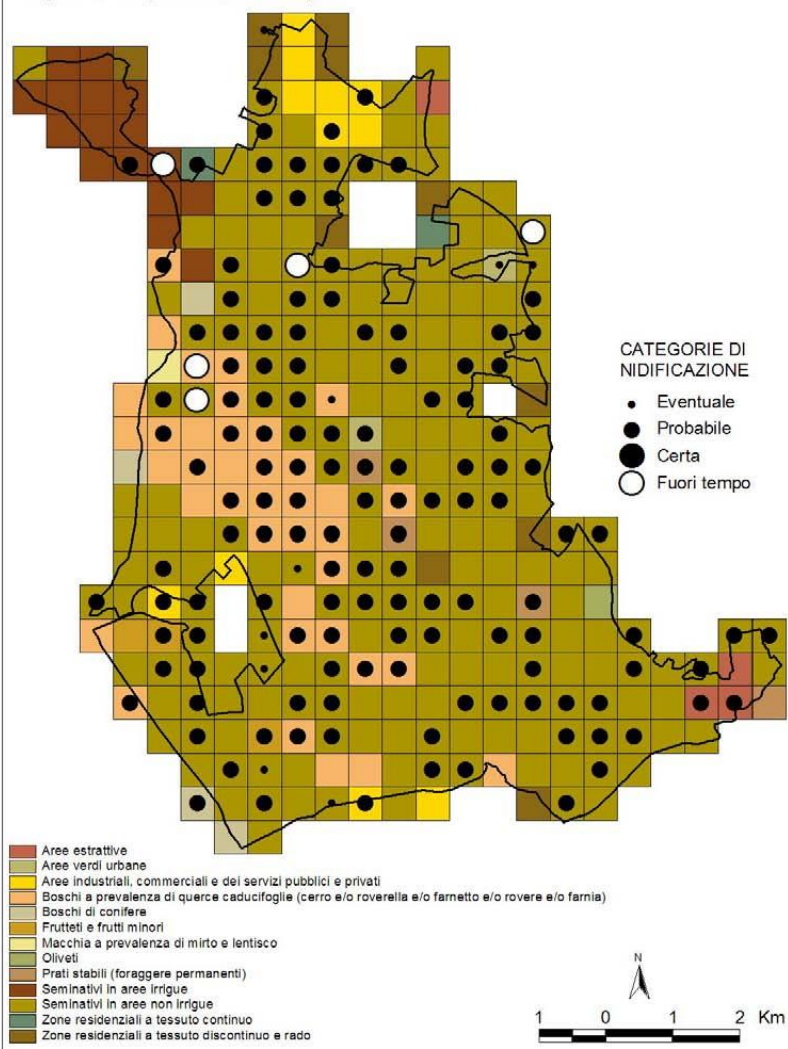 CATEGORIE DI
NIDIFICAZIONE
Eventuale
Probabile
Certa
Fuori tempo
Aree estrattive
Aree verdi urbane
Aree industriali, commerciali e dei servizi pubblici e privati
Boschi a prevalenza di querce caducifoglie (cerro e/o roverella e/o farnetto e/o rovere e/o farnia)
Boschi di conifere
Frutteti e frutti minori
Macchia a prevalenza di mirto e lentisco
Oliveti
Prati stabili (foraggere permanenti)
Seminativi in aree irrigue
Seminativi in aree non irrigue
Zone residenziali a tessuto continuo
Zone residenziali a tessuto discontinuo e rado
N
1 0 1 2 Km